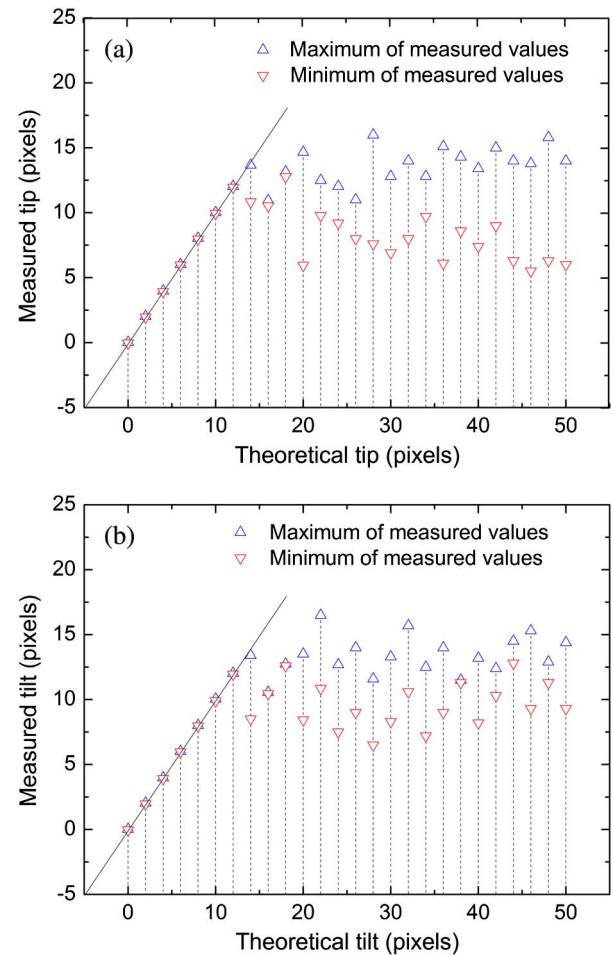 25
(a)
Maximum of measured values
Minimum of measured values
20
15
10
5
0
-5
Measured tip (pixels)
0 10 20 30 40 50
Theoretical tip (pixels)
25
(b)
Maximum of measured values
Minimum of measured values
20
15
10
5
0
-5
Measured tilt (pixels)
0 10 20 30 40 50
Theoretical tilt (pixels)